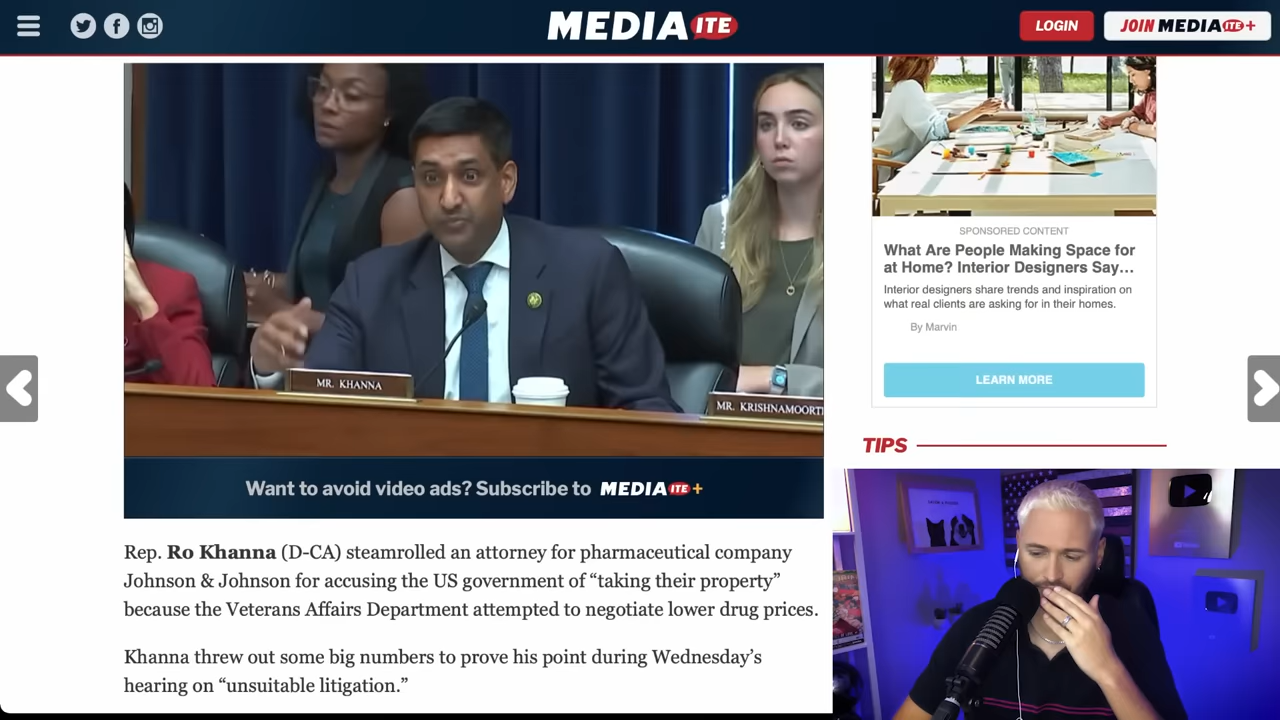 MEDIAITE
LOGIN
JOIN MEDIAITE+
MR. KHANNA
MR. KRISHNAMOORT
Want to avoid video ads? Subscribe to MEDIAITE+
Rep. Ro Khanna (D-CA) steamrolled an attorney for pharmaceutical company
Johnson & Johnson for accusing the US government of “taking their property”
because the Veterans Affairs Department attempted to negotiate lower drug prices.
Khanna threw out some big numbers to prove his point during Wednesday’s
hearing on “unsuitable litigation.”
SPONSORED CONTENT
What Are People Making Space for
at Home? Interior Designers Say...
Interior designers share trends and inspiration on
what real clients are asking for in their homes.
By Marvin
LEARN MORE
TIPS